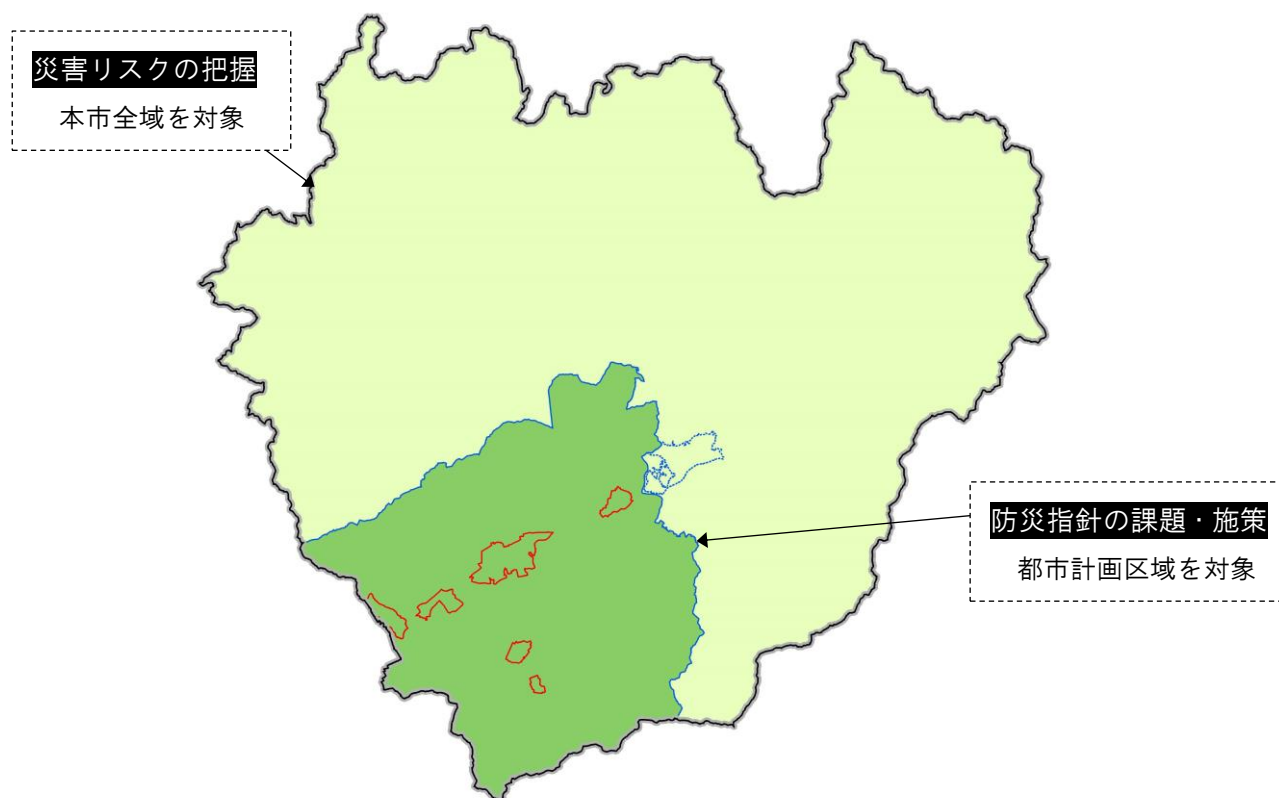 災害リスクの把握
本市全域を対象
防災指針の課題・施策
都市計画区域を対象